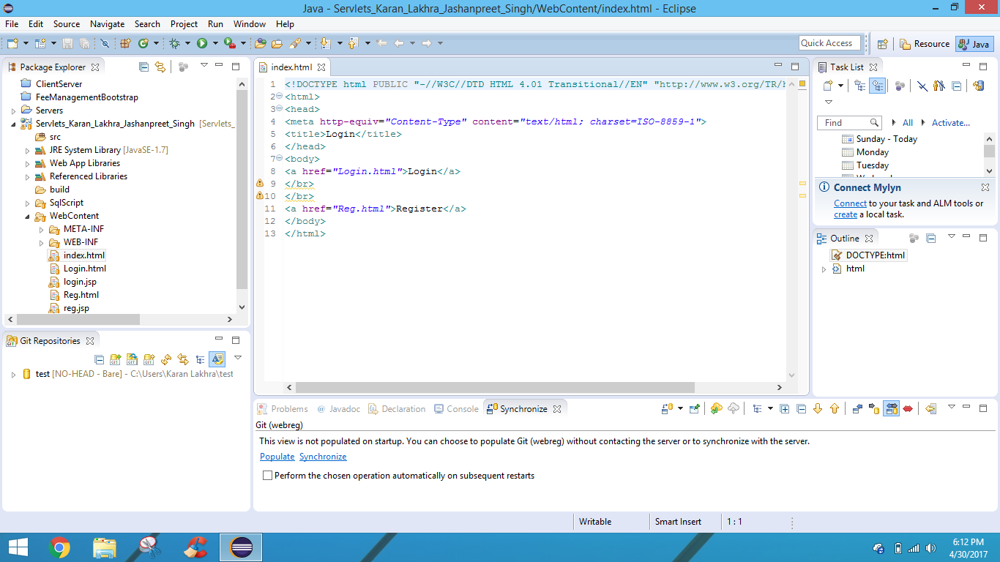 Java - Servlets_Karan_Lakhra_Jashanpreet_Singh/WebContent/index.html - Eclipse
File Edit Source Navigate Search Project Run Window Help
Quick Access
Resource
Java
Package Explorer
ClientServer
FeeManagementBootstrap
Servers
Servlets_Karan_Lakhra_Jashanpreet_Singh [Servlets_
src
JRE System Library [JavaSE-1.7]
Web App Libraries
Referenced Libraries
build
SqlScript
WebContent
META-INF
WEB-INF
index.html
Login.html
login.jsp
Reg.html
reg.jsp
Git Repositories
test [NO-HEAD - Bare] - C:\Users\Karan Lakhra\test
index.html
1 <!DOCTYPE html PUBLIC "-//W3C//DTD HTML 4.01 Transitional//EN" "http://www.w3.org/TR/h
2 <html>
3 <head>
4 <meta http-equiv="Content-Type" content="text/html; charset=ISO-8859-1">
5 <title>Login</title>
6 </head>
7 <body>
8 <a href="Login.html">Login</a>
9 </br>
10 </br>
11 <a href="Reg.html">Register</a>
12 </body>
13 </html>
Task List
Find
All
Activate...
Sunday - Today
Monday
Tuesday
Connect Mylyn
Connect to your task and ALM tools or
create a local task.
Outline
DOCTYPE:html
html
Problems @ Javadoc Declaration Console Synchronize
Git (webreg)
This view is not populated on startup. You can choose to populate Git (webreg) without contacting the server or to synchronize with the server.
Populate Synchronize
Perform the chosen operation automatically on subsequent restarts
Writable
Smart Insert
1 : 1
6:12 PM
4/30/2017